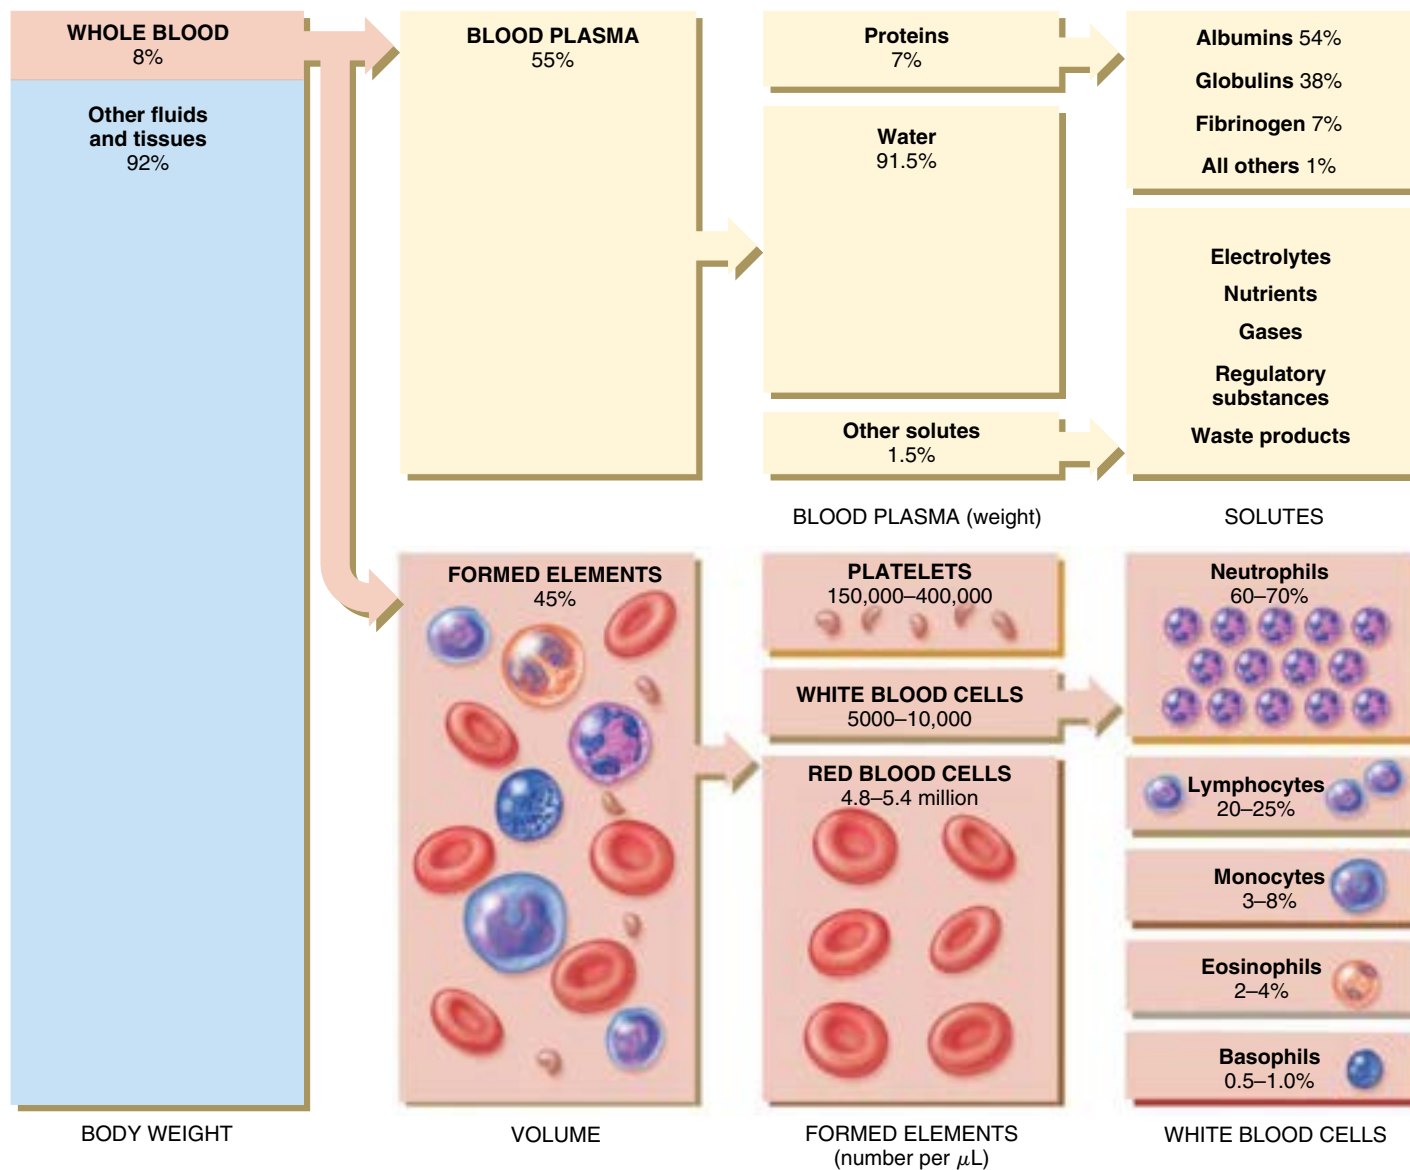 WHOLE BLOOD
8%
Other fluids
and tissues
92%
BODY WEIGHT
BLOOD PLASMA
55%
Proteins
7%
Water
91.5%
Other solutes
1.5%
BLOOD PLASMA (weight)
Albumins 54%
Globulins 38%
Fibrinogen 7%
All others 1%
Electrolytes
Nutrients
Gases
Regulatory
substances
Waste products
SOLUTES
FORMED ELEMENTS
45%
VOLUME
PLATELETS
150,000–400,000
WHITE BLOOD CELLS
5000–10,000
RED BLOOD CELLS
4.8–5.4 million
FORMED ELEMENTS
(number per μL)
Neutrophils
60–70%
Lymphocytes
20–25%
Monocytes
3–8%
Eosinophils
2–4%
Basophils
0.5–1.0%
WHITE BLOOD CELLS